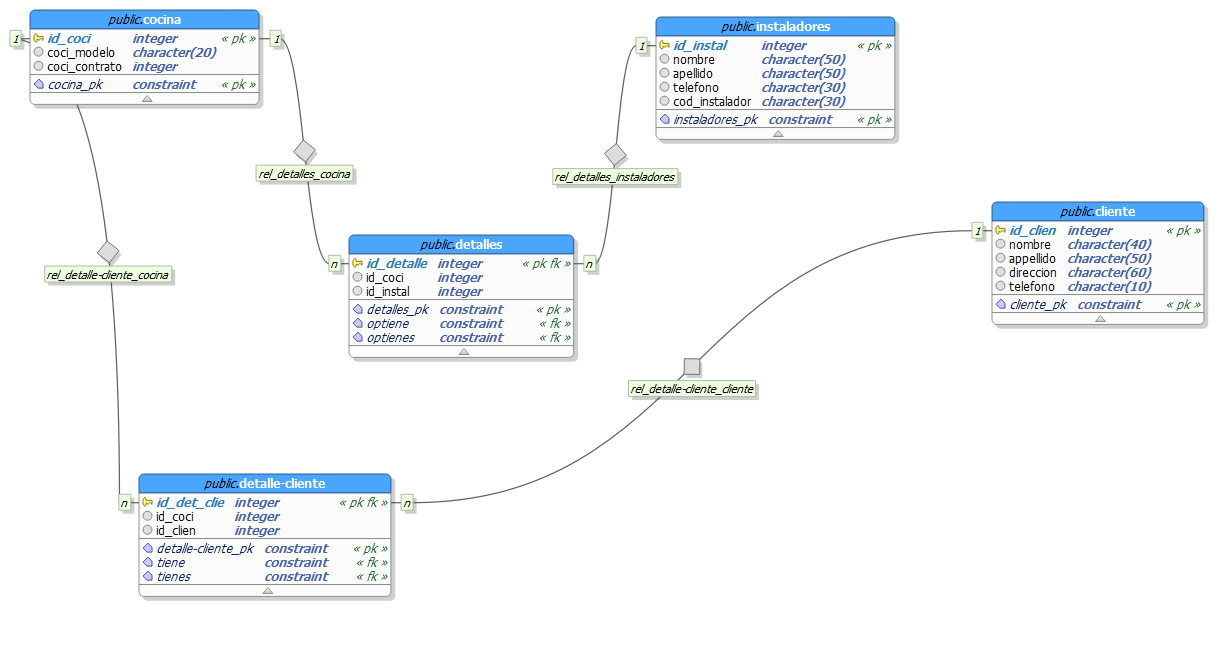 public.cocina
1 id_coci integer « pk » 1
coci_modelo character(20)
coci_contrato integer
cocina_pk constraint « pk »
public.instaladores
1 id_instal integer « pk »
nombre character(50)
apellido character(50)
telefono character(30)
cod_instalador character(30)
instaladores_pk constraint « pk »
rel_detalles_cocina
rel_detalles_instaladores
public.cliente
1 id_clien integer « pk »
nombre character(40)
appellido character(50)
direccion character(60)
telefono character(10)
cliente_pk constraint « pk »
public.detalles
n id_detalle integer « pk fk » n
id_coci integer
id_instal integer
detalles_pk constraint « pk »
optiene constraint « fk »
optienes constraint « fk »
rel_detalle-cliente_cocina
rel_detalle-cliente_cliente
public.detalle-cliente
n id_det_clie integer « pk fk » n
id_coci integer
id_clien integer
detalle-cliente_pk constraint « pk »
tiene constraint « fk »
tienes constraint « fk »